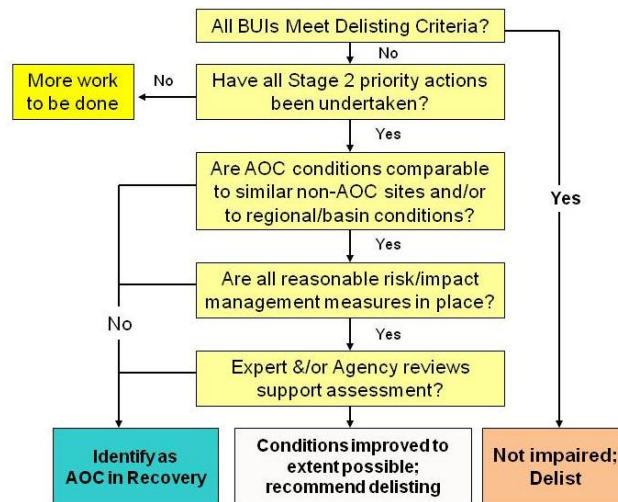 All BUIs Meet Delisting Criteria?
No
More work
to be done
No
Have all Stage 2 priority actions
been undertaken?
Yes
Are AOC conditions comparable
to similar non-AOC sites and/or
to regional/basin conditions?
Yes
Yes
Are all reasonable risk/impact
management measures in place?
No
Yes
Expert &/or Agency reviews
support assessment?
Identify as
AOC in Recovery
Conditions improved to
extent possible;
recommend delisting
Not impaired;
Delist